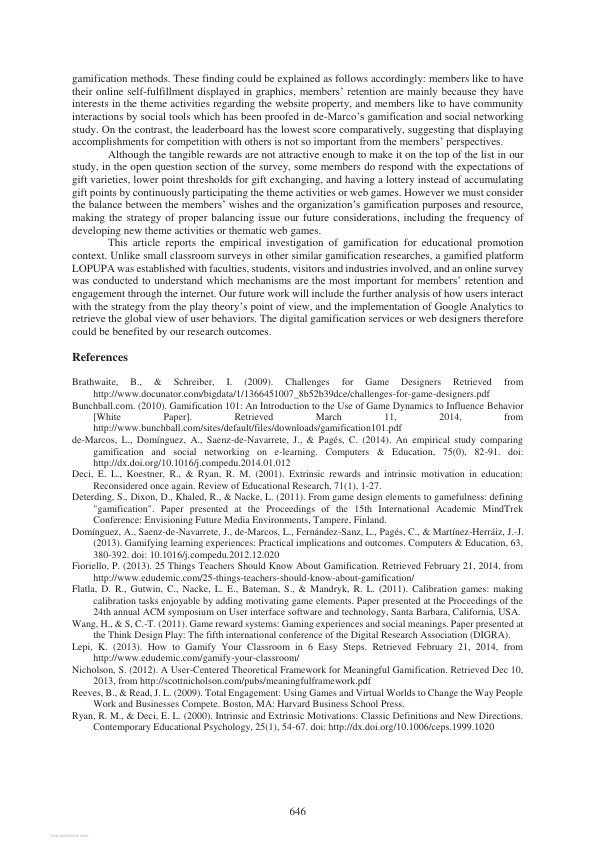 gamification methods. These finding could be explained as follows accordingly: members like to have
their online self-fulfillment displayed in graphics, members’ retention are mainly because they have
interests in the theme activities regarding the website property, and members like to have community
interactions by social tools which has been proofed in de-Marco’s gamification and social networking
study. On the contrast, the leaderboard has the lowest score comparatively, suggesting that displaying
accomplishments for competition with others is not so important from the members’ perspectives.
Although the tangible rewards are not attractive enough to make it on the top of the list in our
study, in the open question section of the survey, some members do respond with the expectations of
gift varieties, lower point thresholds for gift exchanging, and having a lottery instead of accumulating
gift points by continuously participating the theme activities or web games. However we must consider
the balance between the members’ wishes and the organization’s gamification purposes and resource,
making the strategy of proper balancing issue our future considerations, including the frequency of
developing new theme activities or thematic web games.
This article reports the empirical investigation of gamification for educational promotion
context. Unlike small classroom surveys in other similar gamification researches, a gamified platform
LOPUPA was established with faculties, students, visitors and industries involved, and an online survey
was conducted to understand which mechanisms are the most important for members’ retention and
engagement through the internet. Our future work will include the further analysis of how users interact
with the strategy from the play theory’s point of view, and the implementation of Google Analytics to
retrieve the global view of user behaviors. The digital gamification services or web designers therefore
could be benefited by our research outcomes.
References
Brathwaite, B., & Schreiber, I. (2009). Challenges for Game Designers Retrieved from
http://www.docunator.com/bigdata/1/1366451007_8b52b39dce/challenges-for-game-designers.pdf
Bunchball.com. (2010). Gamification 101: An Introduction to the Use of Game Dynamics to Influence Behavior
[White Paper]. Retrieved March 11, 2014, from
http://www.bunchball.com/sites/default/files/downloads/gamification101.pdf
de-Marcos, L., Domínguez, A., Saenz-de-Navarrete, J., & Pagés, C. (2014). An empirical study comparing
gamification and social networking on e-learning. Computers & Education, 75(0), 82-91. doi:
http://dx.doi.org/10.1016/j.compedu.2014.01.012
Deci, E. L., Koestner, R., & Ryan, R. M. (2001). Extrinsic rewards and intrinsic motivation in education:
Reconsidered once again. Review of Educational Research, 71(1), 1-27.
Deterding, S., Dixon, D., Khaled, R., & Nacke, L. (2011). From game design elements to gamefulness: defining
"gamification". Paper presented at the Proceedings of the 15th International Academic MindTrek
Conference: Envisioning Future Media Environments, Tampere, Finland.
Domínguez, A., Saenz-de-Navarrete, J., de-Marcos, L., Fernández-Sanz, L., Pagés, C., & Martínez-Herráiz, J.-J.
(2013). Gamifying learning experiences: Practical implications and outcomes. Computers & Education, 63,
380-392. doi: 10.1016/j.compedu.2012.12.020
Fioriello, P. (2013). 25 Things Teachers Should Know About Gamification. Retrieved February 21, 2014, from
http://www.edudemic.com/25-things-teachers-should-know-about-gamification/
Flatla, D. R., Gutwin, C., Nacke, L. E., Bateman, S., & Mandryk, R. L. (2011). Calibration games: making
calibration tasks enjoyable by adding motivating game elements. Paper presented at the Proceedings of the
24th annual ACM symposium on User interface software and technology, Santa Barbara, California, USA.
Wang, H., & S, C.-T. (2011). Game reward systems: Gaming experiences and social meanings. Paper presented at
the Think Design Play: The fifth international conference of the Digital Research Association (DIGRA).
Lepi, K. (2013). How to Gamify Your Classroom in 6 Easy Steps. Retrieved February 21, 2014, from
http://www.edudemic.com/gamify-your-classroom/
Nicholson, S. (2012). A User-Centered Theoretical Framework for Meaningful Gamification. Retrieved Dec 10,
2013, from http://scottnicholson.com/pubs/meaningfulframework.pdf
Reeves, B., & Read, J. L. (2009). Total Engagement: Using Games and Virtual Worlds to Change the Way People
Work and Businesses Compete. Boston, MA: Harvard Business School Press.
Ryan, R. M., & Deci, E. L. (2000). Intrinsic and Extrinsic Motivations: Classic Definitions and New Directions.
Contemporary Educational Psychology, 25(1), 54-67. doi: http://dx.doi.org/10.1006/ceps.1999.1020
646
View publication stats